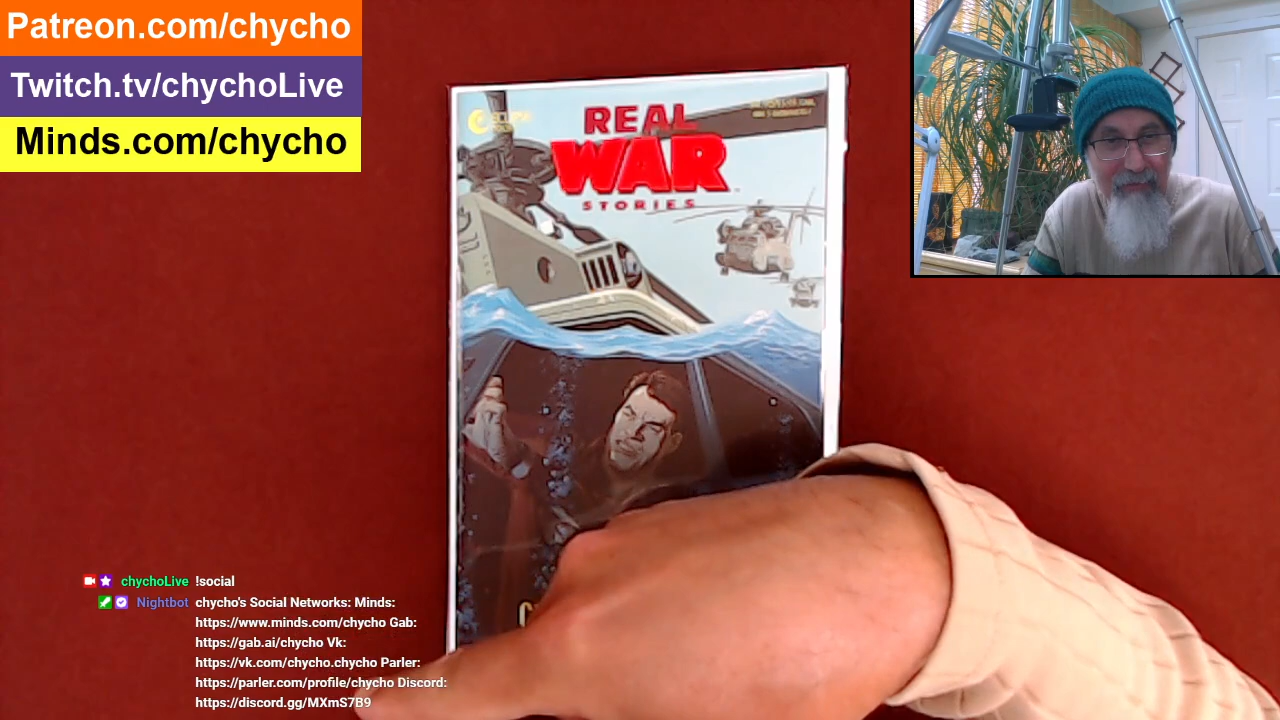 Patreon.com/chycho
Twitch.tv/chychoLive
Minds.com/chycho
ECLIPSE
REAL
WAR
STORIES
chychoLive !social
Nightbot chycho's Social Networks: Minds:
https://www.minds.com/chycho Gab:
https://gab.ai/chycho Vk:
https://vk.com/chycho.chycho Parler:
https://parler.com/profile/chycho Discord:
https://discord.gg/MXmS7B9